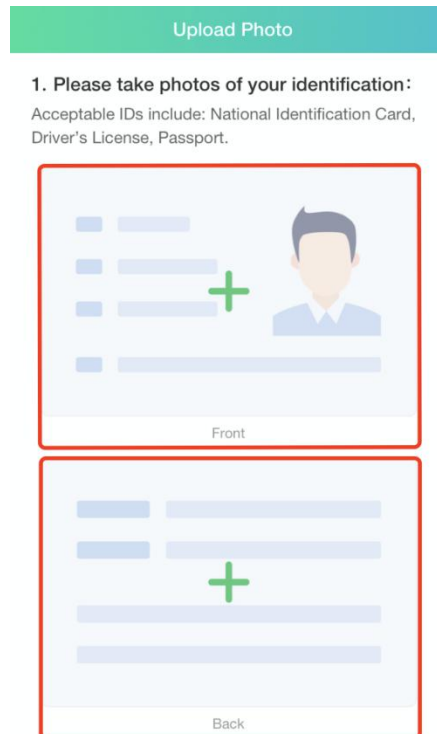 Upload Photo
1. Please take photos of your identification:
Acceptable IDs include: National Identification Card,
Driver's License, Passport.
Front
Back